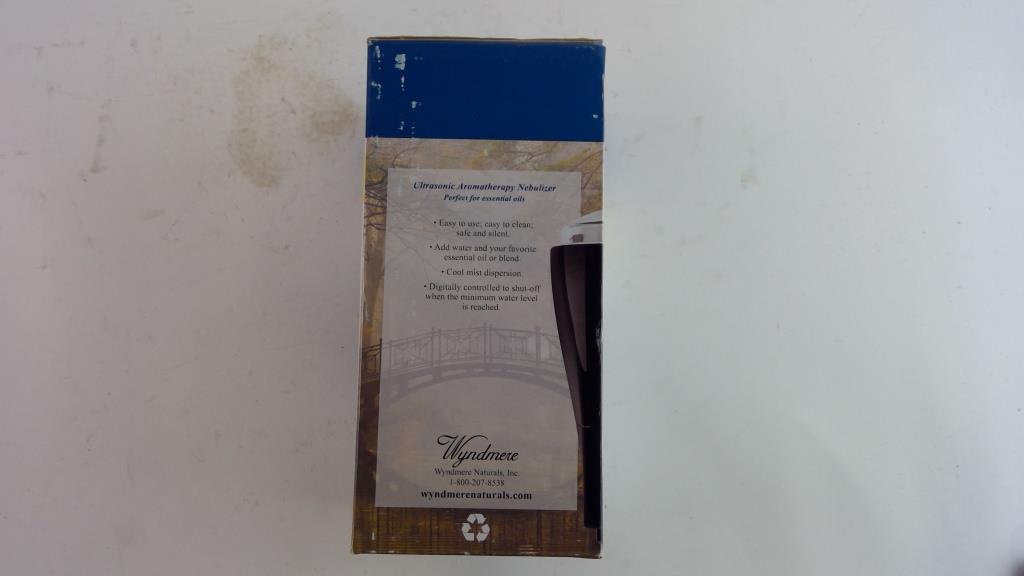 Ultrasonic Aromatherapy Nebulizer
Perfect for essential oils
• Easy to use; easy to clean;
safe and silent.
• Add water and your favorite
essential oil or blend.
• Cool mist dispersion.
• Digitally controlled to shut-off
when the minimum water level
is reached.
Wyndmere
Wyndmere Naturals, Inc.
1-800-207-8538
wyndmerenaturals.com